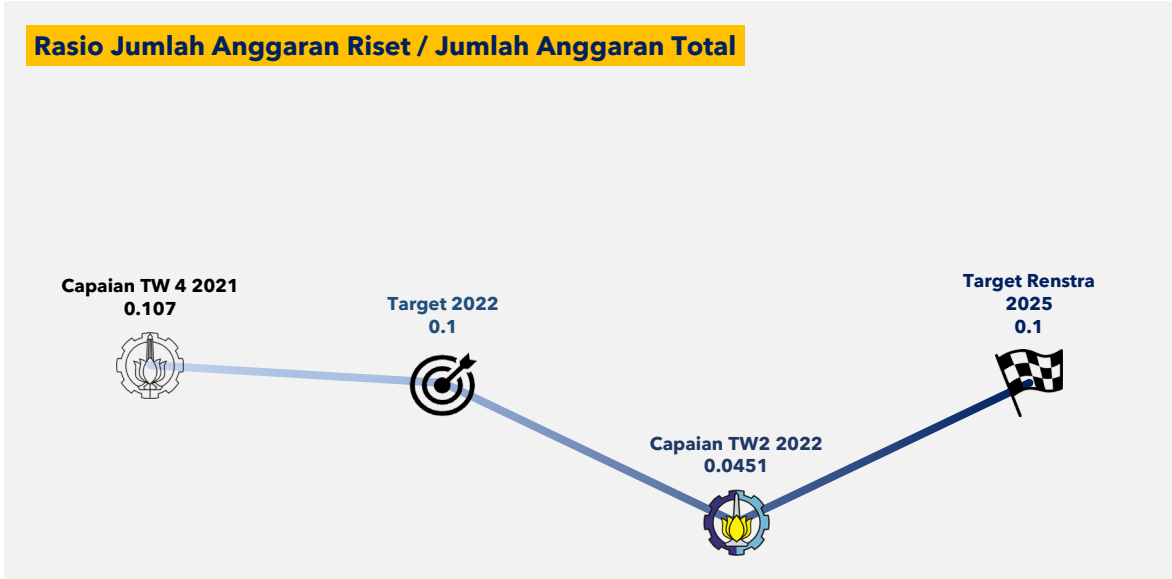 Rasio Jumlah Anggaran Riset / Jumlah Anggaran Total
Capaian TW 4 2021
0.107
Target 2022
0.1
Capaian TW2 2022
0.0451
Target Renstra
2025
0.1